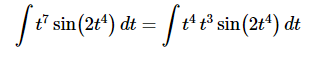 ∫ t⁷ sin(2t⁴) dt = ∫ t⁴ t³ sin(2t⁴) dt